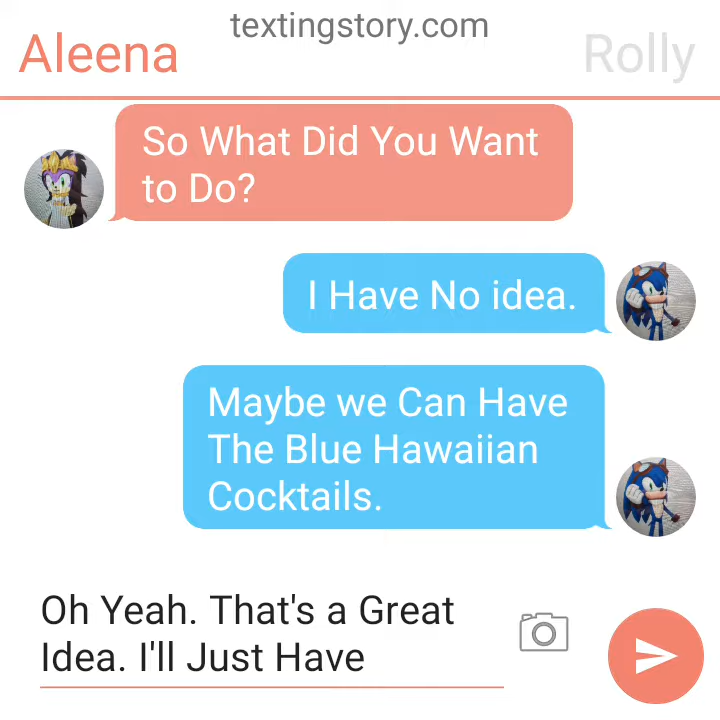 textingstory.com
Aleena
Rolly
So What Did You Want
to Do?
I Have No idea.
Maybe we Can Have
The Blue Hawaiian
Cocktails.
Oh Yeah. That's a Great
Idea. I'll Just Have